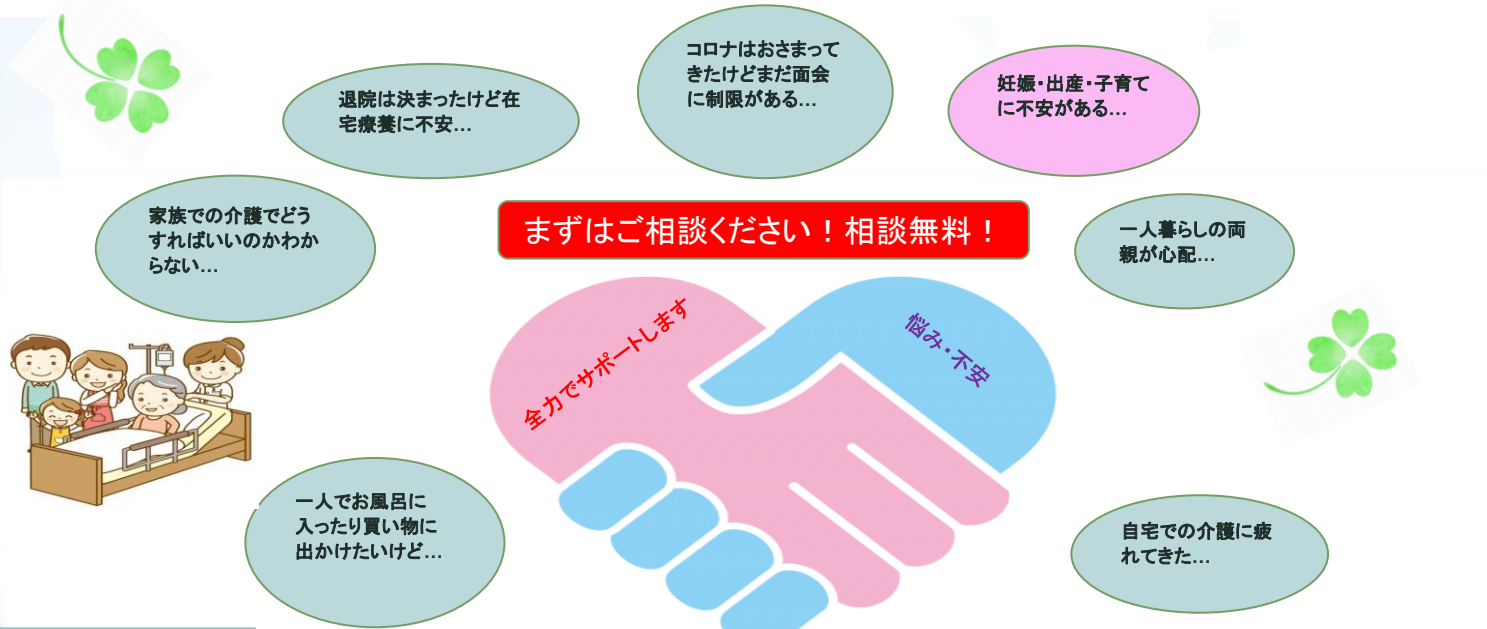 コロナはおさまって
きたけどまだ面会
に制限がある…
妊娠・出産・子育て
に不安がある…
退院は決まったけど在
宅療養に不安…
家族での介護でどう
すればいいのかわか
らない…
まずはご相談ください！相談無料！
一人暮らしの両
親が心配…
全力でサポートします
悩み・不安
一人でお風呂に
入ったり買い物に
出かけたいけど…
自宅での介護に疲
れてきた…